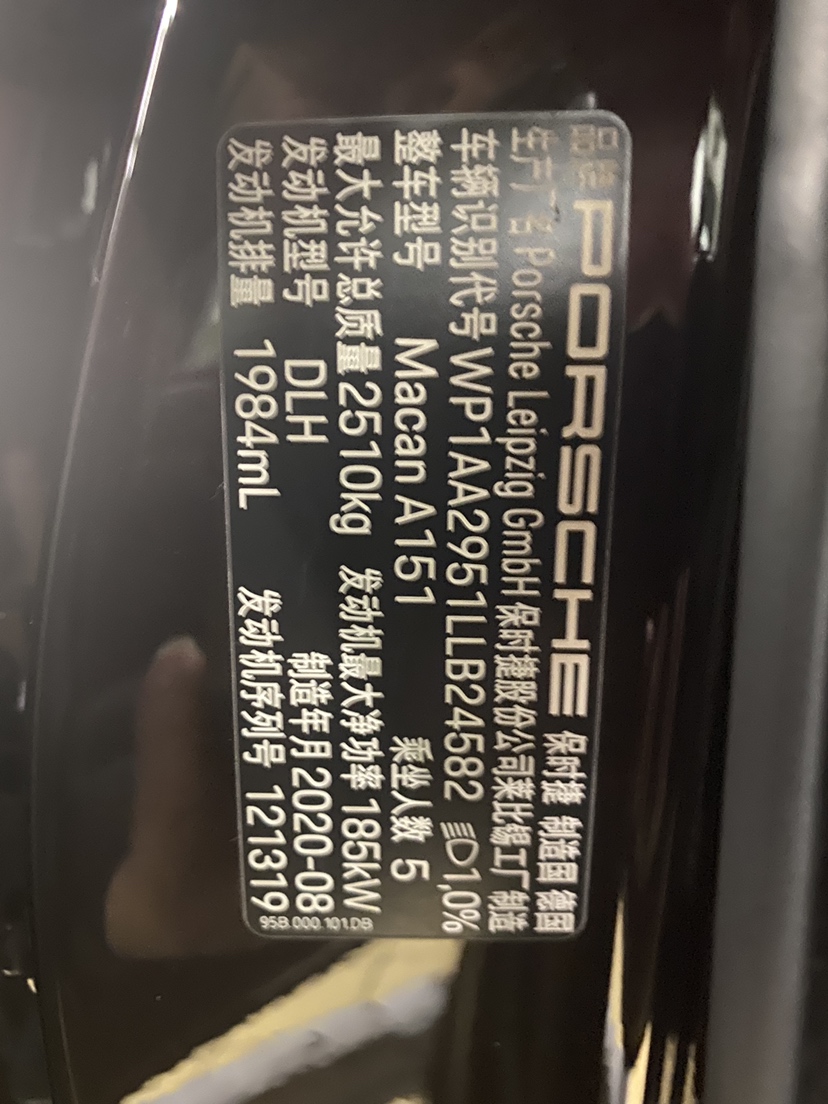 品牌 PORSCHE 保时捷 制造国 德国
生产厂名 Porsche Leipzig GmbH 保时捷股份公司莱比锡工厂制造
车辆识别代号 WP1AA2951LLB24582 1,0%
整车型号 Macan A151 乘坐人数 5
最大允许总质量 2510kg 发动机最大净功率 185kW
发动机型号 DLH 制造年月 2020-08
发动机排量 1984mL 发动机序列号 121319
95B.000.101.DB